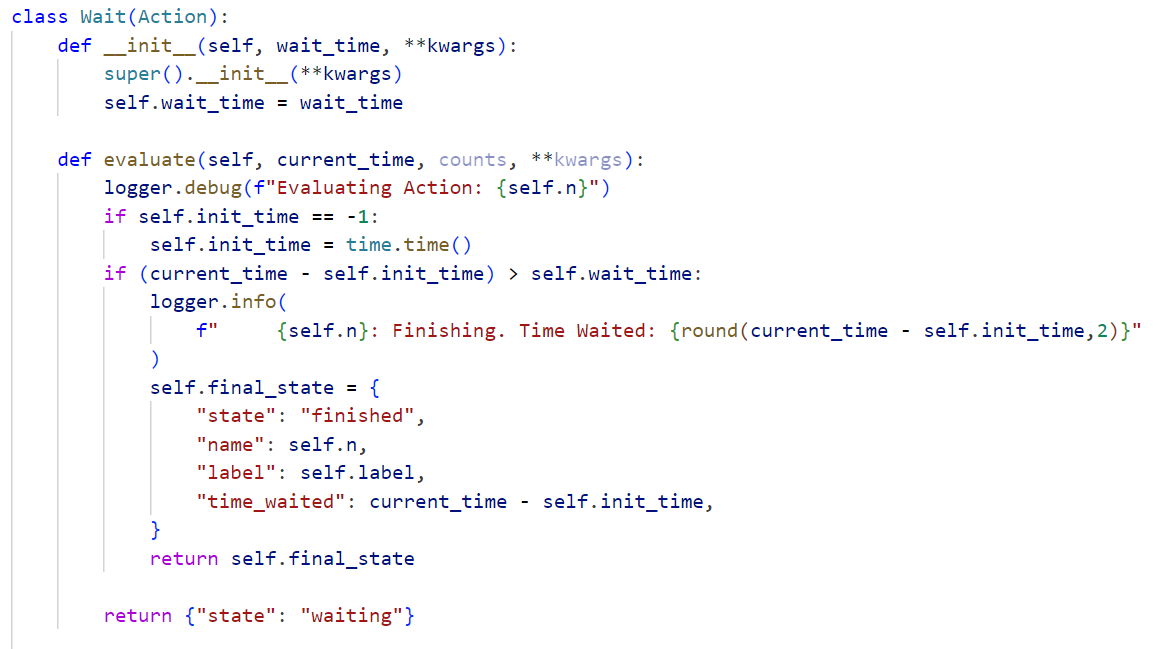 class Wait(Action):
    def __init__(self, wait_time, **kwargs):
        super().__init__(**kwargs)
        self.wait_time = wait_time

    def evaluate(self, current_time, counts, **kwargs):
        logger.debug(f"Evaluating Action: {self.n}")
        if self.init_time == -1:
            self.init_time = time.time()
        if (current_time - self.init_time) > self.wait_time:
            logger.info(
                f"     {self.n}: Finishing. Time Waited: {round(current_time - self.init_time,2)}"
            )
            self.final_state = {
                "state": "finished",
                "name": self.n,
                "label": self.label,
                "time_waited": current_time - self.init_time,
            }
            return self.final_state

        return {"state": "waiting"}